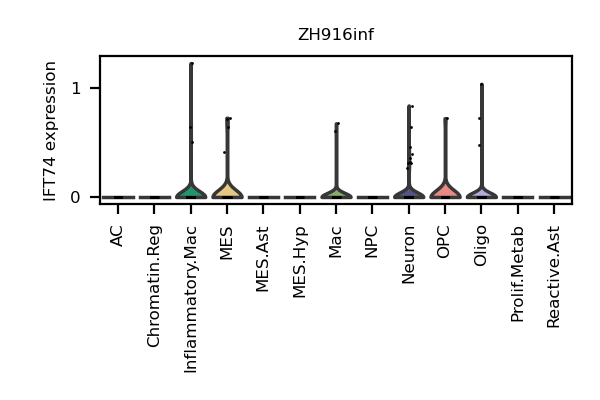 ZH916inf
IFT74 expression
1
0
AC
Chromatin.Reg
Inflammatory.Mac
MES
MES.Ast
MES.Hyp
Mac
NPC
Neuron
OPC
Oligo
Prolif.Metab
Reactive.Ast